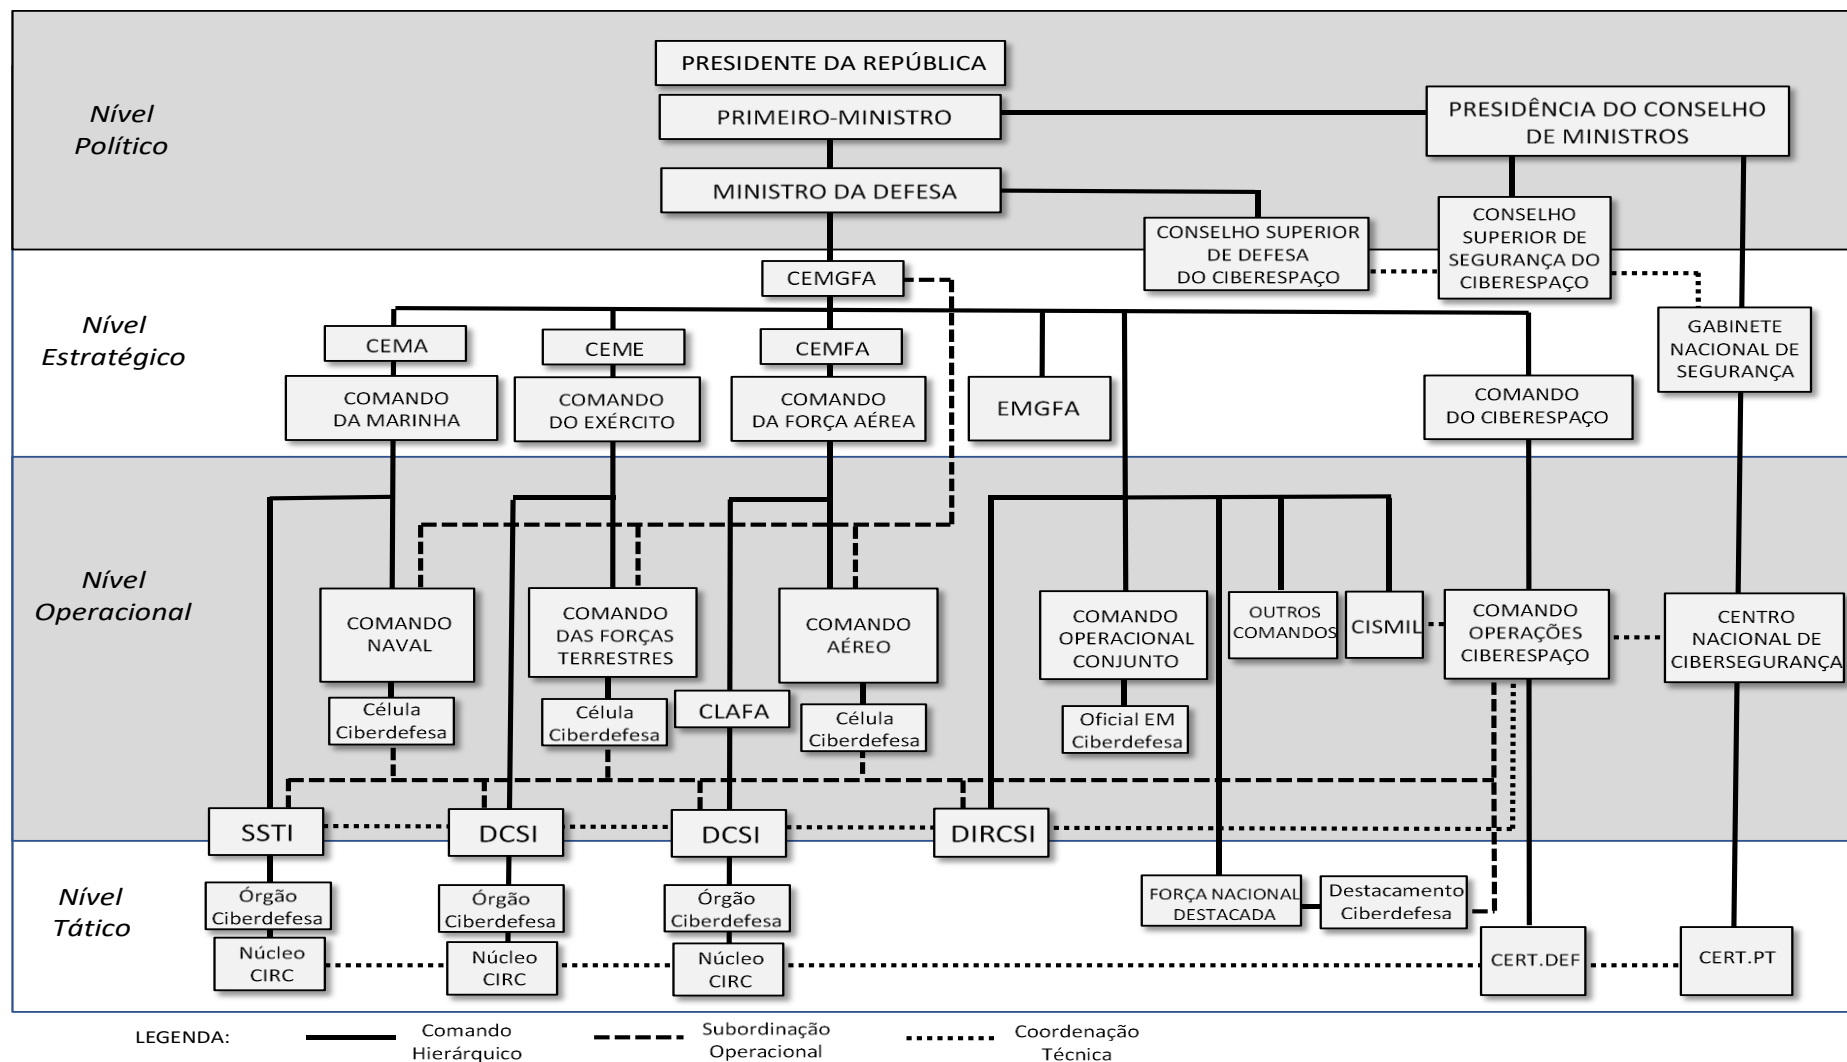 Nível
Político
PRESIDENTE DA REPÚBLICA
PRIMEIRO-MINISTRO
PRESIDÊNCIA DO CONSELHO
DE MINISTROS
MINISTRO DA DEFESA
CONSELHO SUPERIOR
DE DEFESA
DO CIBERESPAÇO
CONSELHO
SUPERIOR DE
SEGURANÇA DO
CIBERESPAÇO
Nível
Estratégico
CEMGFA
CEMA
CEME
CEMFA
GABINETE
NACIONAL DE
SEGURANÇA
COMANDO
DA MARINHA
COMANDO
DO EXÉRCITO
COMANDO
DA FORÇA AÉREA
EMGFA
COMANDO
DO CIBERESPAÇO
Nível
Operacional
COMANDO
NAVAL
COMANDO
DAS FORÇAS
TERRESTRES
COMANDO
AÉREO
COMANDO
OPERACIONAL
CONJUNTO
OUTROS
COMANDOS
CISMIL
COMANDO
OPERAÇÕES
CIBERESPAÇO
CENTRO
NACIONAL DE
CIBERSEGURANÇA
Célula
Ciberdefesa
Célula
Ciberdefesa
CLAFA
Célula
Ciberdefesa
Oficial EM
Ciberdefesa
SSTI
DCSI
DCSI
DIRCSI
Nível
Tático
Órgão
Ciberdefesa
Órgão
Ciberdefesa
Órgão
Ciberdefesa
FORÇA NACIONAL
DESTACADA
Destacamento
Ciberdefesa
Núcleo
CIRC
Núcleo
CIRC
Núcleo
CIRC
CERT.DEF
CERT.PT
LEGENDA:
Comando
Hierárquico
Subordinação
Operacional
Coordenação
Técnica